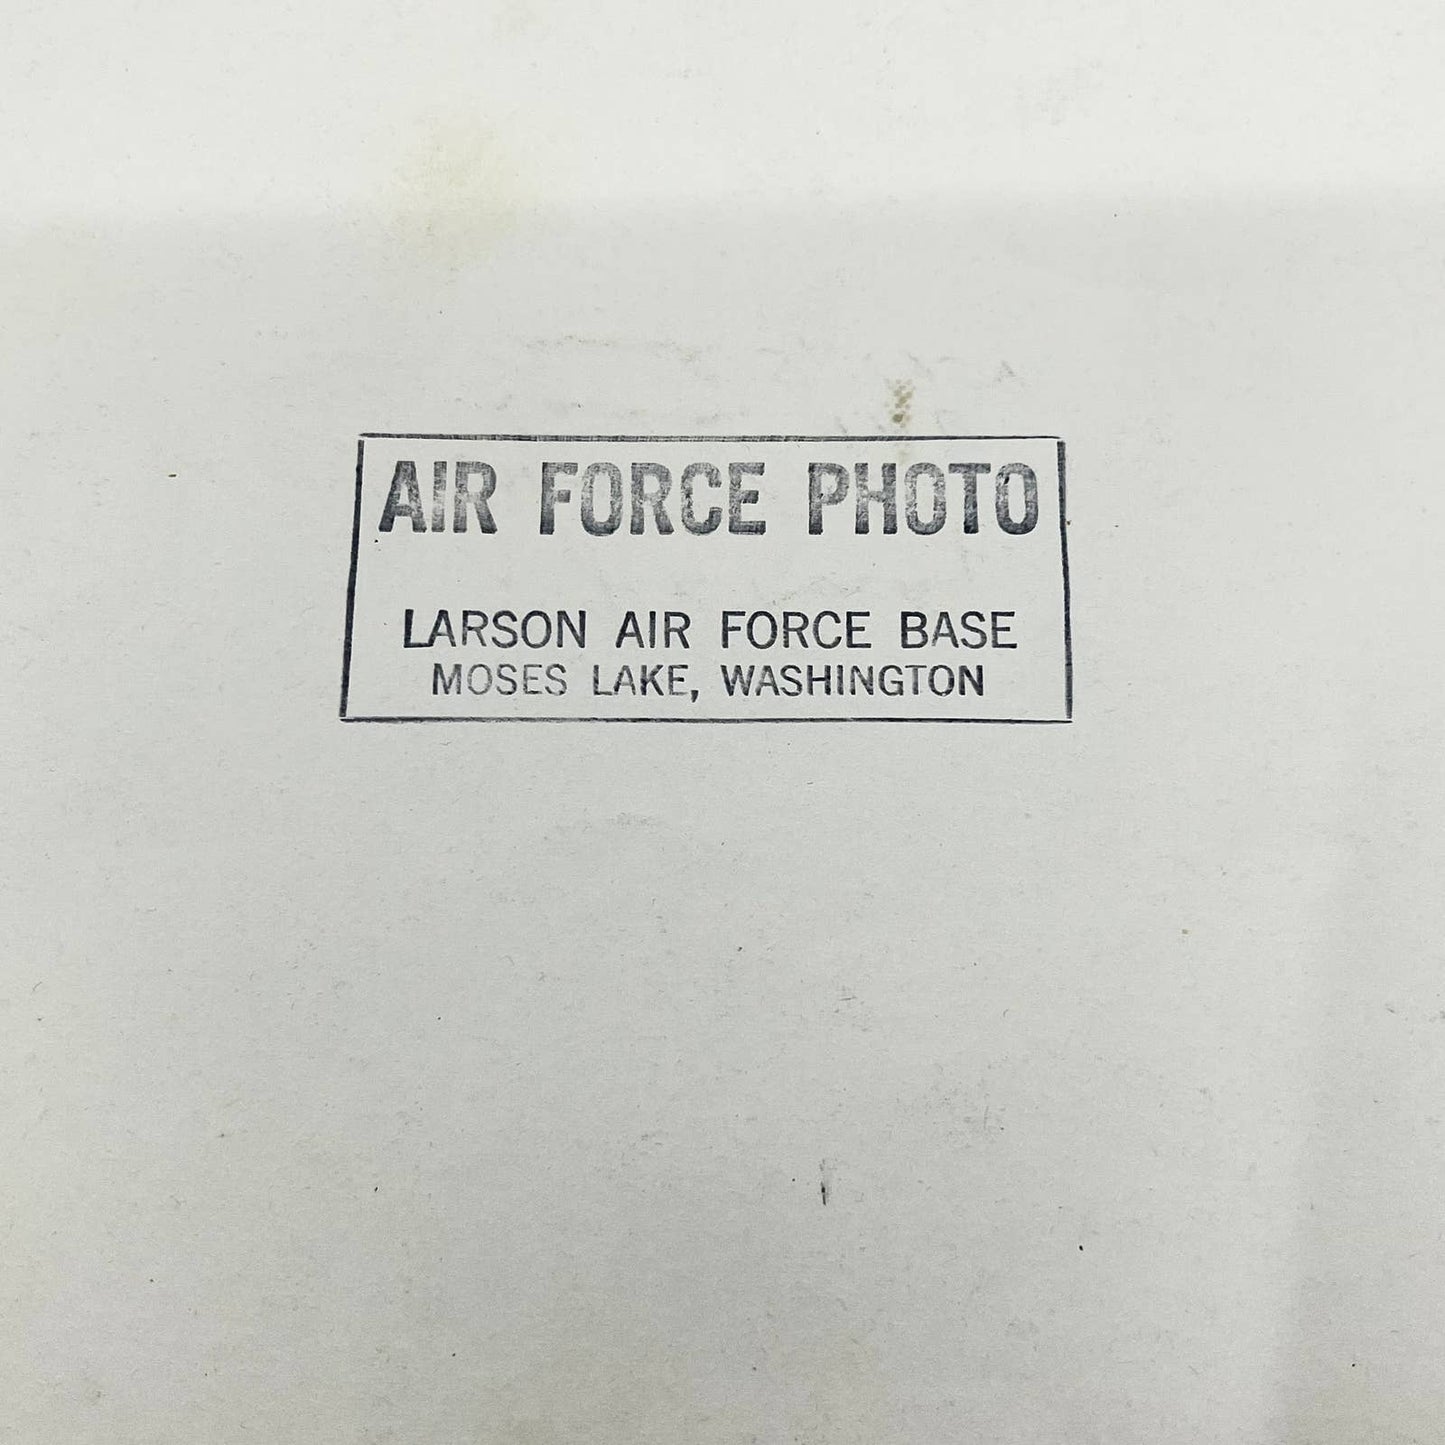 AIR FORCE PHOTO
LARSON AIR FORCE BASE
MOSES LAKE, WASHINGTON